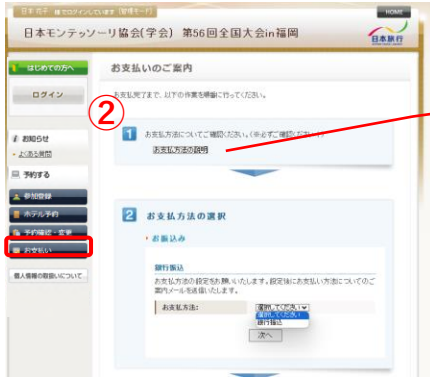 日本 花子 様でログインしています (管理モード)
HOME
日本モンテッソーリ協会(学会) 第56回全国大会in福岡
日本旅行
はじめての方へ
ログイン
お知らせ
・よくある質問
予約する
参加登録
ホテル予約
予約確認・変更
お支払い
個人情報の取扱いについて
お支払いのご案内
お支払完了まで、以下の作業を順番に行ってください。
②
1 お支払方法についてご確認ください。(※必ずご確認ください。)
お支払方法の説明
2 お支払方法の選択
・お振込み
銀行振込
お支払方法の設定をお願いいたします。設定後にお支払い方法についてのご
案内メールを送信いたします。
お支払方法:
選択してください
選択してください
銀行振込
次へ